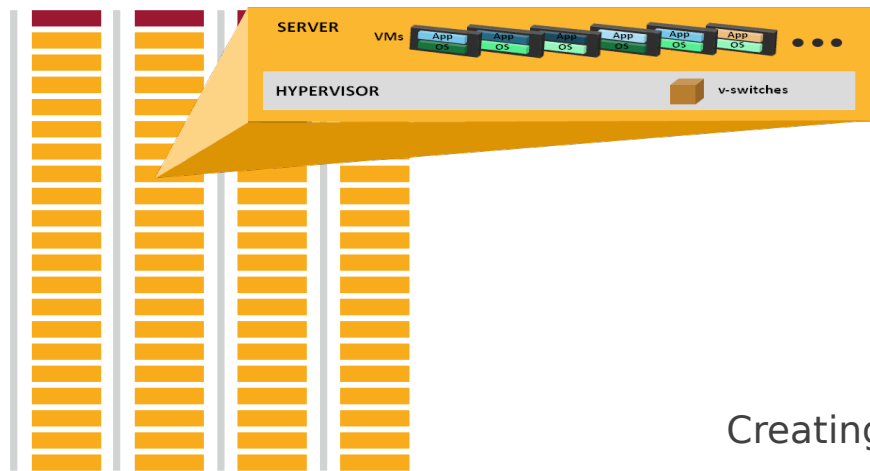 SERVER
VMs
App App App App App App
OS OS OS OS OS OS
HYPERVISOR
v-switches
Creating